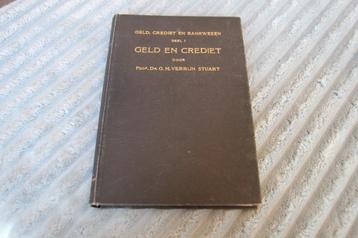 GELD, CREDIET EN BANKWEZEN
DEEL I
GELD EN CREDIET
DOOR
PROF. DR. G. M. VERRIJN STUART